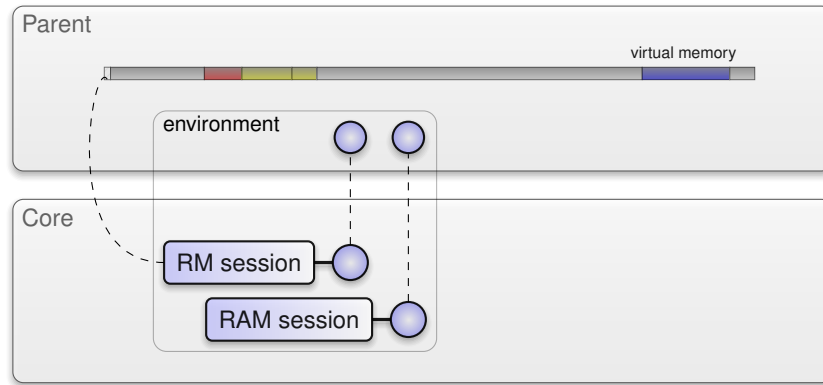 Parent
virtual memory
environment
Core
RM session
RAM session